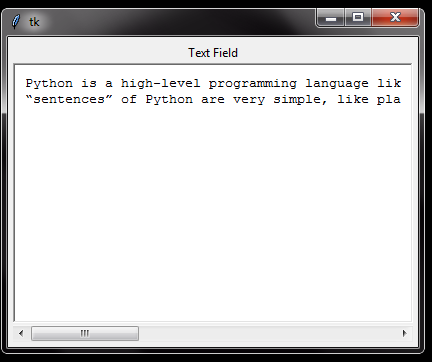 tk
Text Field
Python is a high-level programming language lik
“sentences” of Python are very simple, like pla